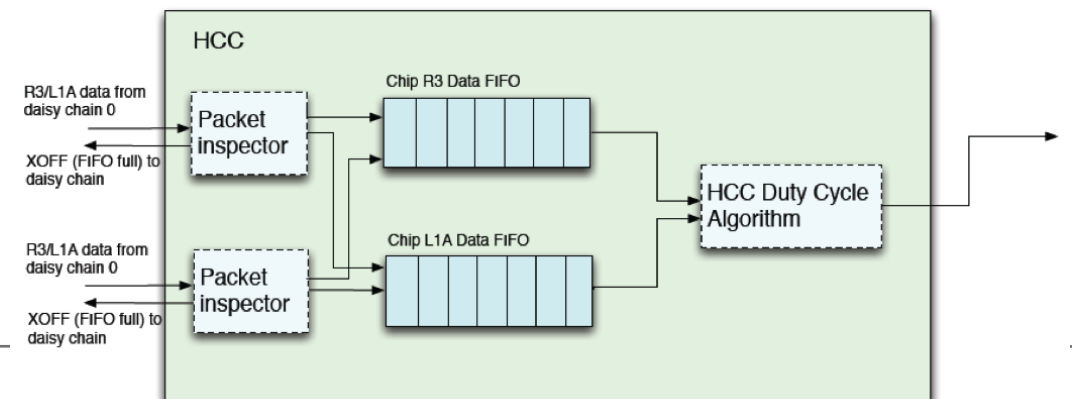 HCC
R3/L1A data from
daisy chain 0
XOFF (FIFO full) to
daisy chain
Packet
inspector
Chip R3 Data FIFO
HCC Duty Cycle
Algorithm
R3/L1A data from
daisy chain 0
XOFF (FIFO full) to
daisy chain
Packet
inspector
Chip L1A Data FIFO